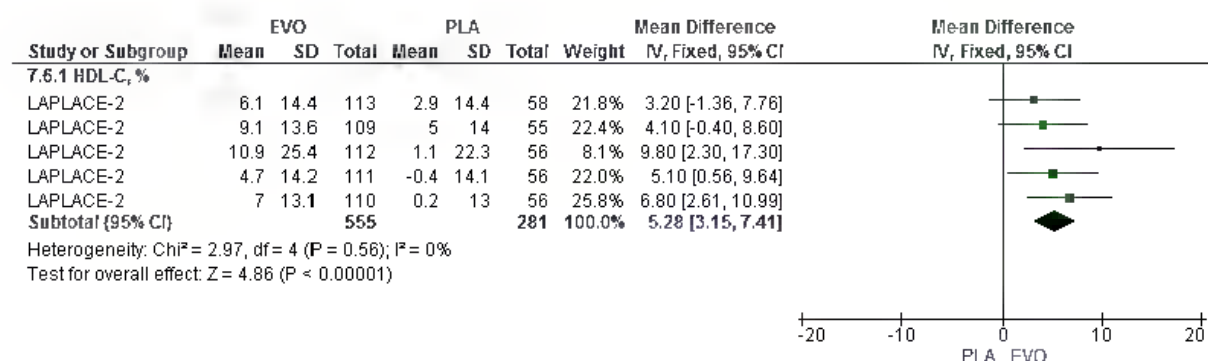 EVO PLA Mean Difference Mean Difference
Study or Subgroup Mean SD Total Mean SD Total Weight IV, Fixed, 95% CI IV, Fixed, 95% CI
7.6.1 HDL-C, %
LAPLACE-2 6.1 14.4 113 2.9 14.4 58 21.8% 3.20 [-1.36, 7.76]
LAPLACE-2 9.1 13.6 109 5 14 55 22.4% 4.10 [-0.40, 8.60]
LAPLACE-2 10.9 25.4 112 1.1 22.3 56 8.1% 9.80 [2.30, 17.30]
LAPLACE-2 4.7 14.2 111 -0.4 14.1 56 22.0% 5.10 [0.56, 9.64]
LAPLACE-2 7 13.1 110 0.2 13 56 25.8% 6.80 [2.61, 10.99]
Subtotal (95% CI) 555 281 100.0% 5.28 [3.15, 7.41]
Heterogeneity: Chi² = 2.97, df = 4 (P = 0.56); I² = 0%
Test for overall effect: Z = 4.86 (P < 0.00001)
-20 -10 0 10 20
PLA EVO